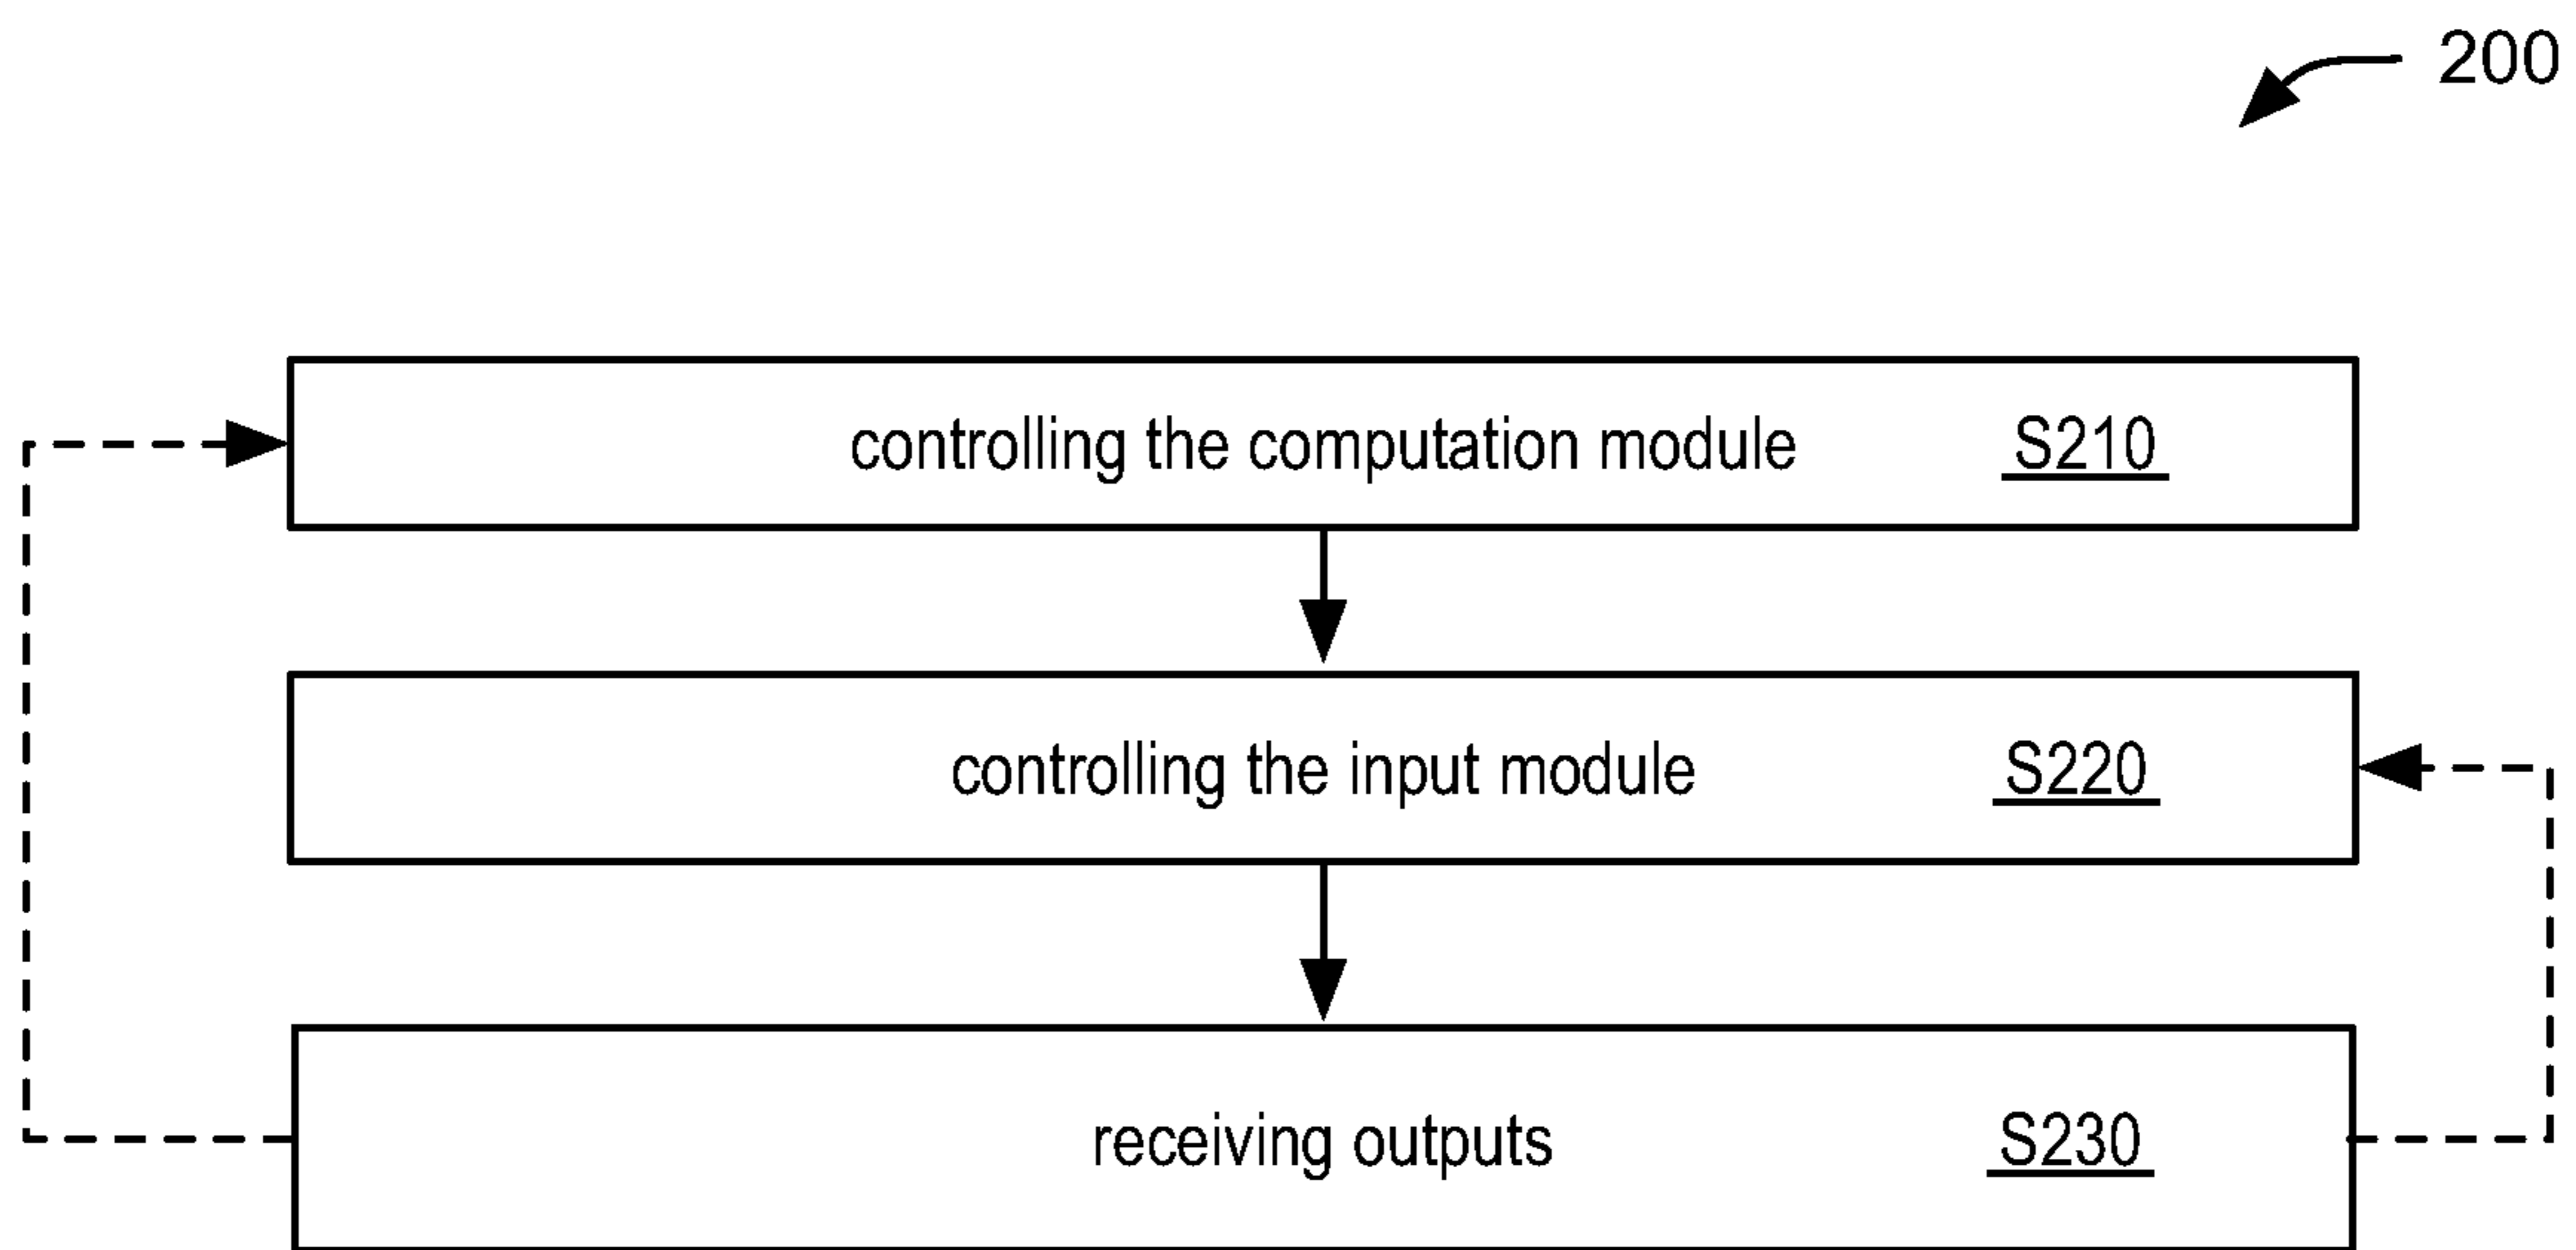 200
controlling the computation module S210
controlling the input module S220
receiving outputs S230